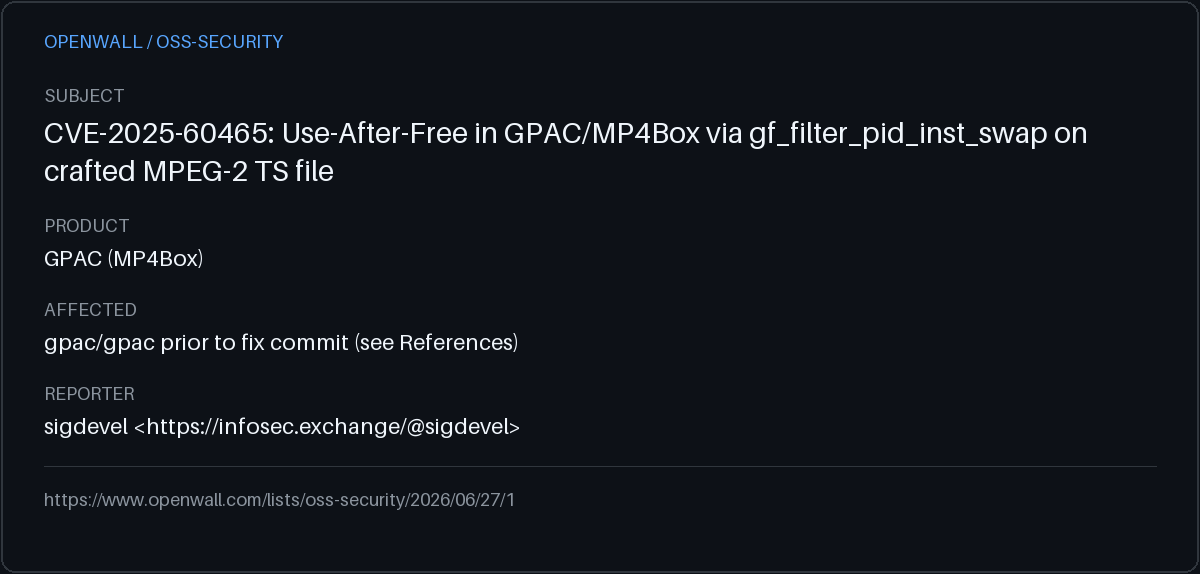 OPENWALL / OSS-SECURITY
SUBJECT
CVE-2025-60465: Use-After-Free in GPAC/MP4Box via gf_filter_pid_inst_swap on
crafted MPEG-2 TS file
PRODUCT
GPAC (MP4Box)
AFFECTED
gpac/gpac prior to fix commit (see References)
REPORTER
sigdevel <https://infosec.exchange/@sigdevel>
https://www.openwall.com/lists/oss-security/2026/06/27/1